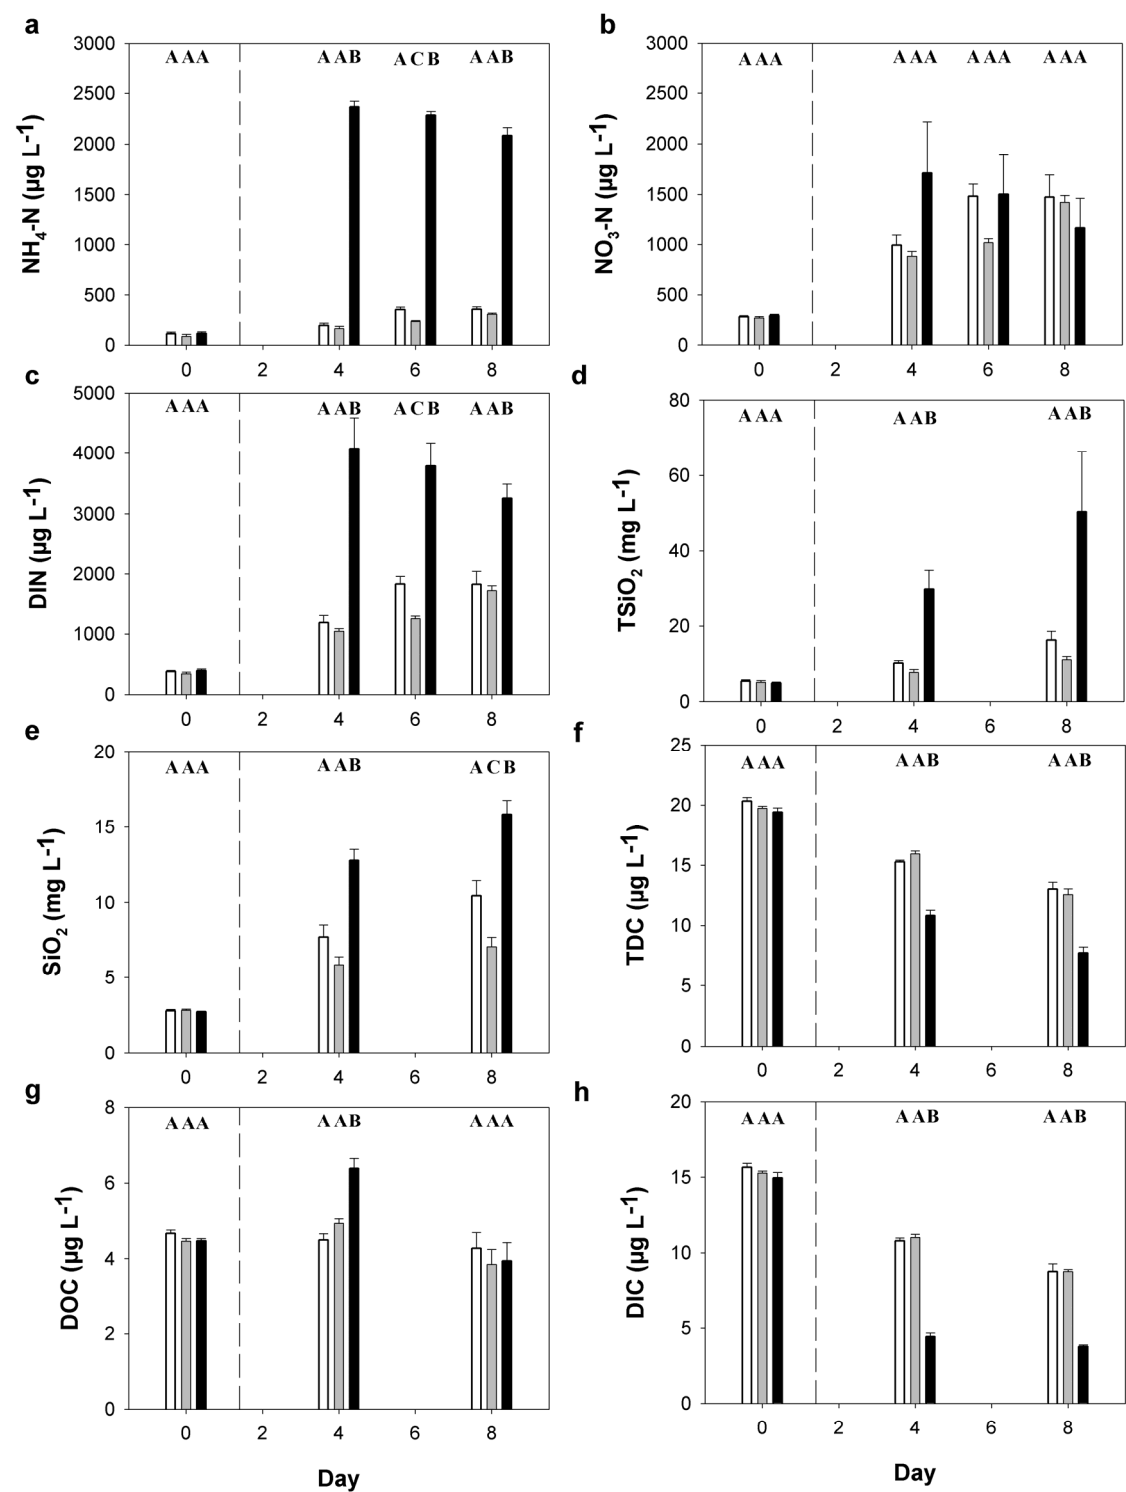 a
3000
2500
2000
1500
1000
500
0
NH4-N (µg L-1)
A A A
A A B
A C B
A A B
0 2 4 6 8
b
3000
2500
2000
1500
1000
500
0
NO3-N (µg L-1)
A A A
A A A
A A A
A A A
0 2 4 6 8
c
5000
4000
3000
2000
1000
0
DIN (µg L-1)
A A A
A A B
A C B
A A B
0 2 4 6 8
d
80
60
40
20
0
TSiO2 (mg L-1)
A A A
A A B
A A B
0 2 4 6 8
e
20
15
10
5
0
SiO2 (mg L-1)
A A A
A A B
A C B
0 2 4 6 8
f
25
20
15
10
5
0
TDC (µg L-1)
A A A
A A B
A A B
0 2 4 6 8
g
8
6
4
2
0
DOC (µg L-1)
A A A
A A B
A A A
0 2 4 6 8
Day
h
20
15
10
5
0
DIC (µg L-1)
A A A
A A B
A A B
0 2 4 6 8
Day